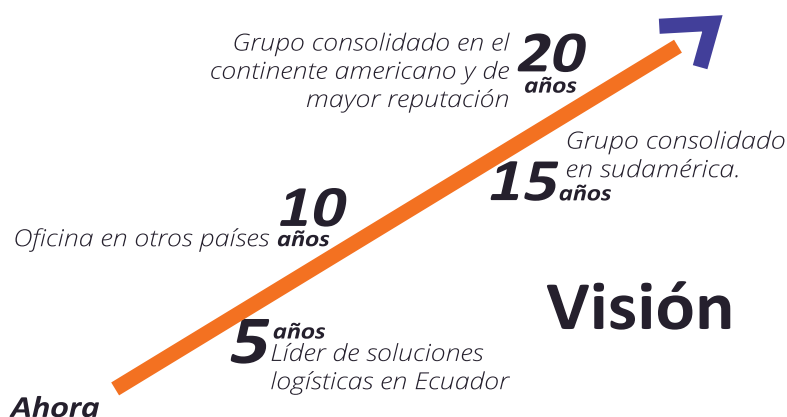 Grupo consolidado en el
continente americano y de
mayor reputación
20
años
Grupo consolidado
en sudamérica.
15 años
10
Oficina en otros países años
5 años
Líder de soluciones
logísticas en Ecuador
Visión
Ahora